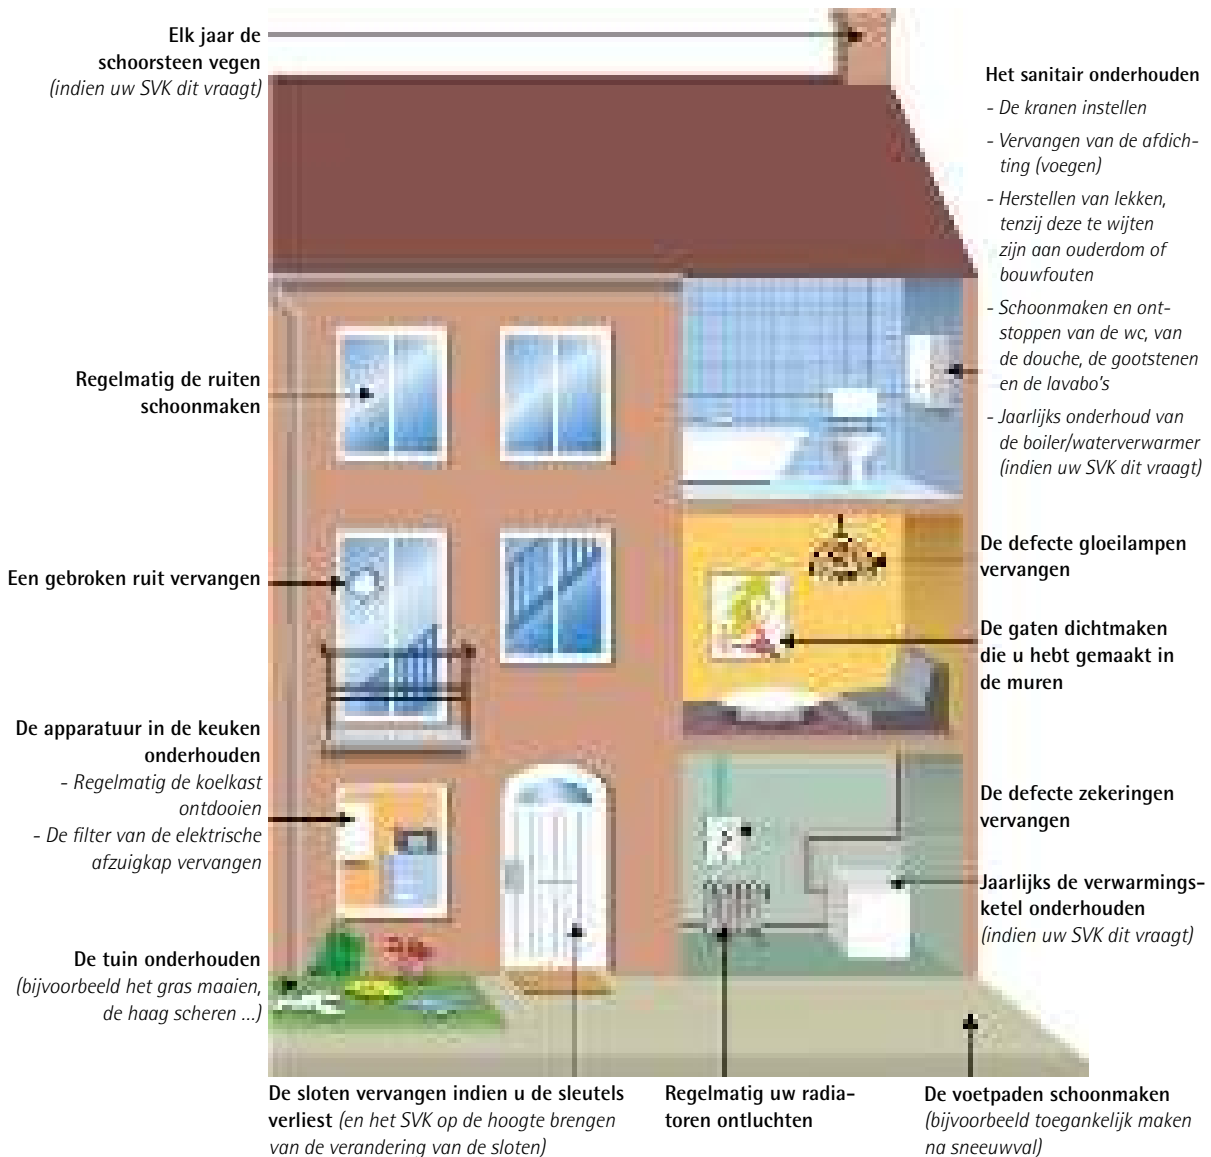 Elk jaar de
schoorsteen vegen
(indien uw SVK dit vraagt)
Regelmatig de ruiten
schoonmaken
Een gebroken ruit vervangen
De apparatuur in de keuken
onderhouden
- Regelmatig de koelkast
ontdooien
- De filter van de elektrische
afzuigkap vervangen
De tuin onderhouden
(bijvoorbeeld het gras maaien,
de haag scheren ...)
Het sanitair onderhouden
- De kranen instellen
- Vervangen van de afdich-
ting (voegen)
- Herstellen van lekken,
tenzij deze te wijten
zijn aan ouderdom of
bouwfouten
- Schoonmaken en ont-
stoppen van de wc, van
de douche, de gootstenen
en de lavabo's
- Jaarlijks onderhoud van
de boiler/waterverwarmer
(indien uw SVK dit vraagt)
De defecte gloeilampen
vervangen
De gaten dichtmaken
die u hebt gemaakt in
de muren
De defecte zekeringen
vervangen
Jaarlijks de verwarmings-
ketel onderhouden
(indien uw SVK dit vraagt)
De sloten vervangen indien u de sleutels
verliest (en het SVK op de hoogte brengen
van de verandering van de sloten)
Regelmatig uw radia-
toren ontluchten
De voetpaden schoonmaken
(bijvoorbeeld toegankelijk maken
na sneeuwval)